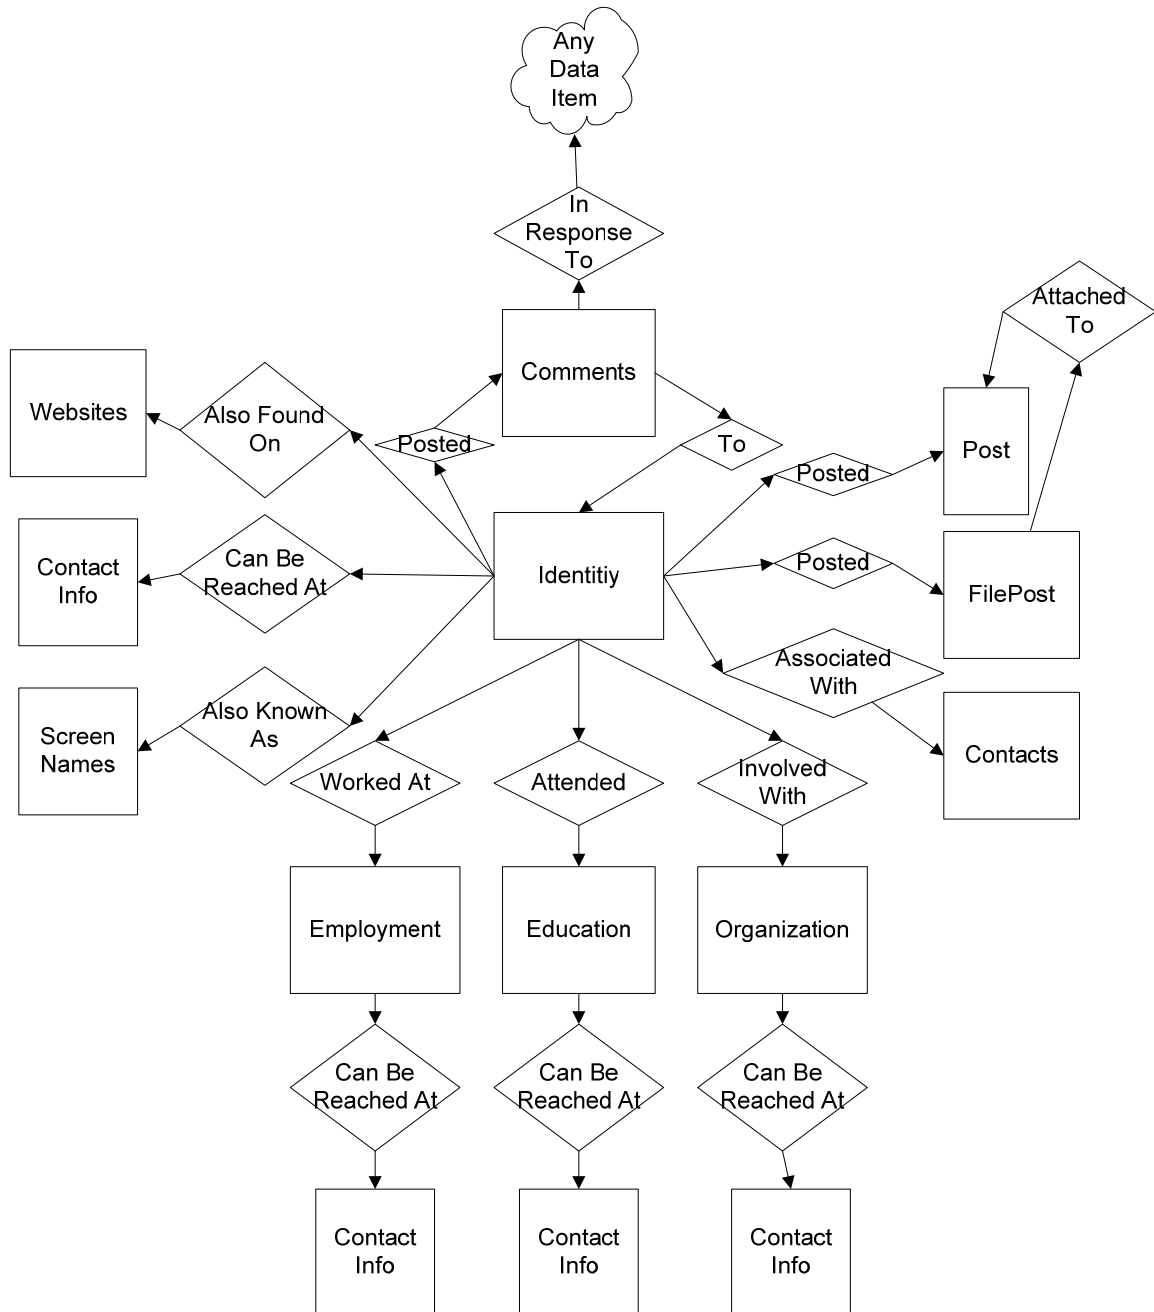 Any
Data
Item
In
Response
To
Attached
To
Comments
Websites
Also Found
On
Posted
To
Post
Posted
Contact
Info
Can Be
Reached At
Identitiy
Posted
FilePost
Associated
With
Screen
Names
Also Known
As
Contacts
Worked At
Attended
Involved
With
Employment
Education
Organization
Can Be
Reached At
Can Be
Reached At
Can Be
Reached At
Contact
Info
Contact
Info
Contact
Info